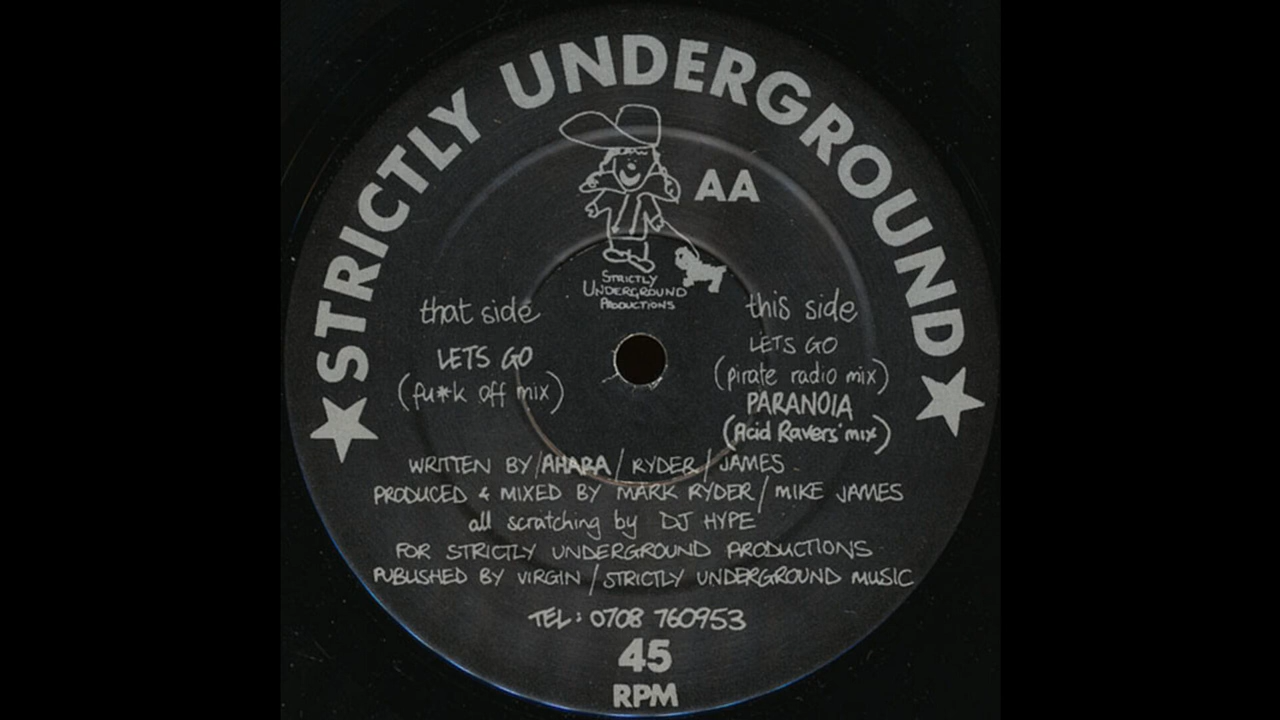 STRICTLY UNDERGROUND
AA
STRICTLY
UNDERGROUND
PRODUCTIONS
that side
LETS GO
(fu*k off mix)
this side
LETS GO
(pirate radio mix)
PARANOIA
(Acid Ravers' mix)
WRITTEN BY/AHARA/RYDER/JAMES.
PRODUCED & MIXED BY MARK RYDER/MIKE JAMES
all scratching by DJ HYPE
FOR STRICTLY UNDERGROUND PRODUCTIONS
PUBLISHED BY VIRGIN/STRICTLY UNDERGROUND MUSIC
TEL: 0708 760953
45
RPM